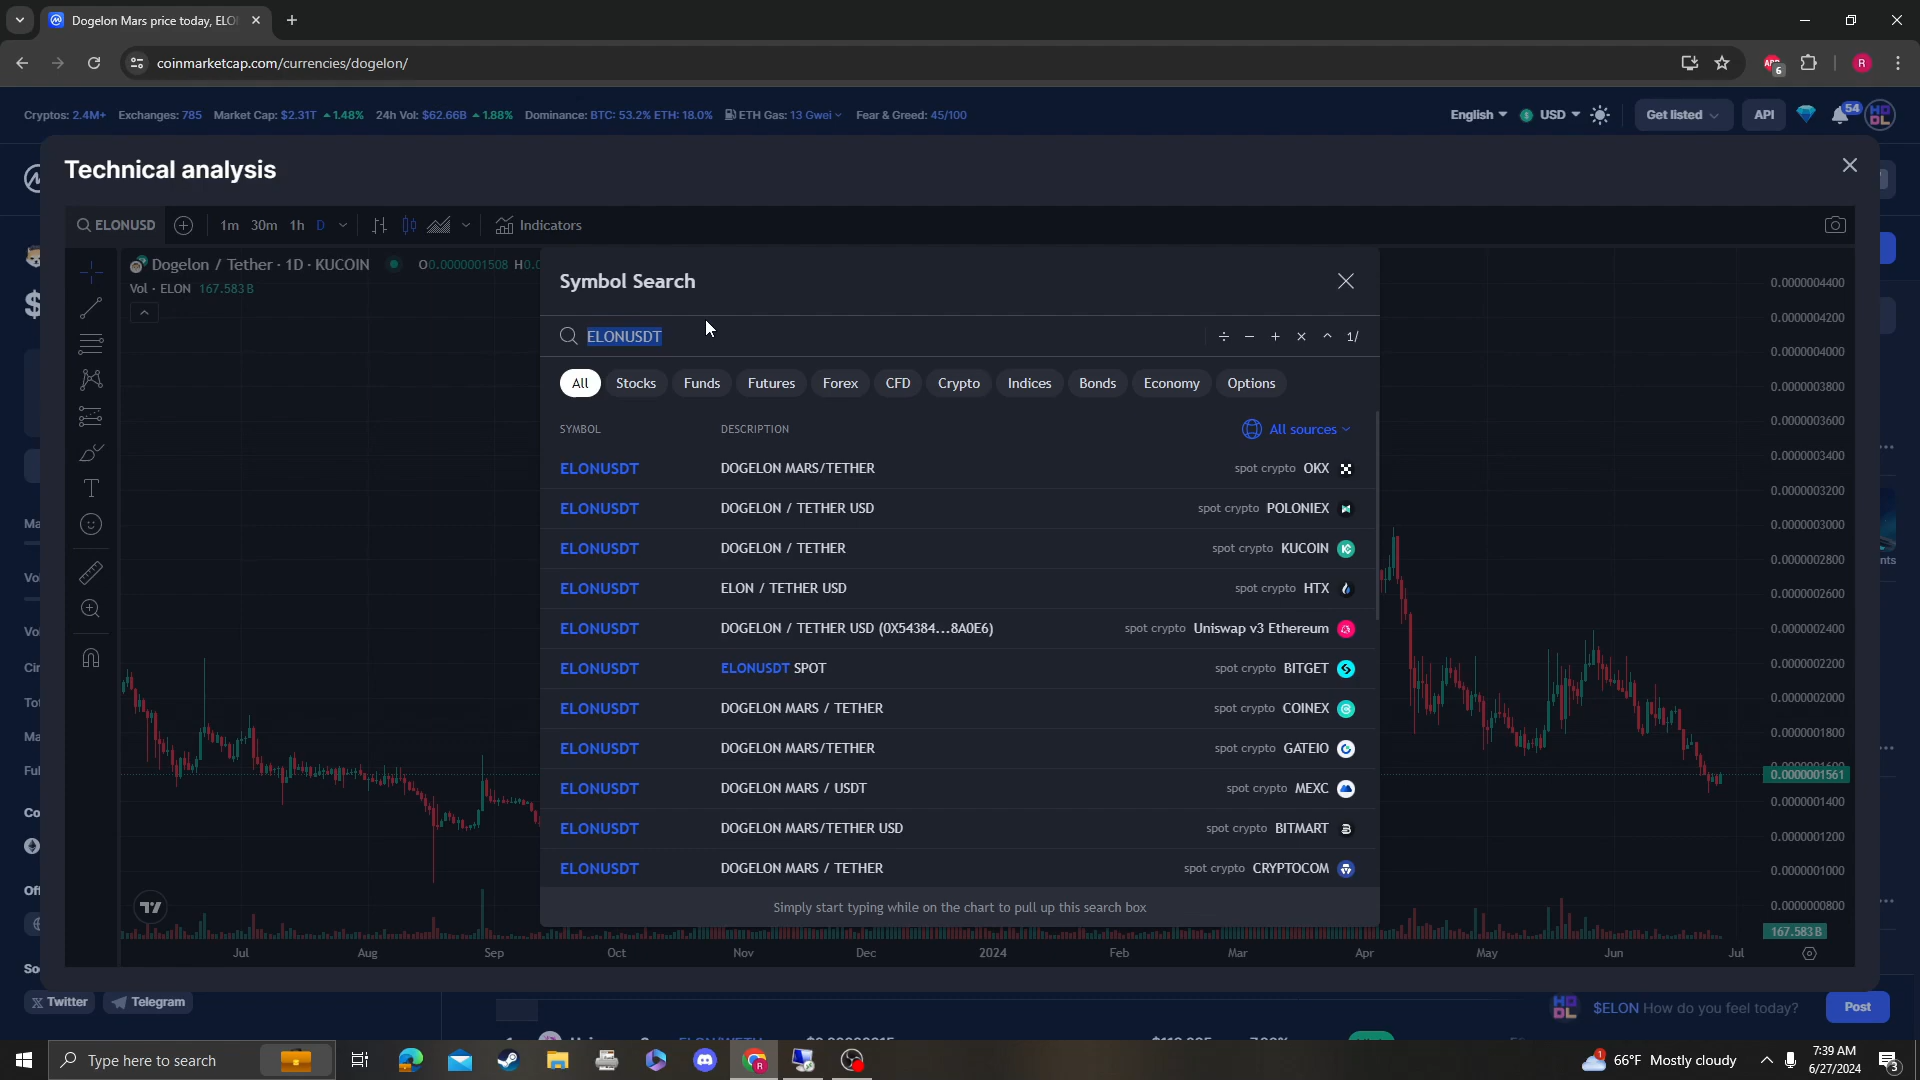 Dogelon Mars price today, ELO
coinmarketcap.com/currencies/dogelon/
6
R
Cryptos: 2.4M+ Exchanges: 785 Market Cap: $2.31T 1.48% 24h Vol: $62.66B 1.88% Dominance: BTC: 53.2% ETH: 18.0% ETH Gas: 13 Gwei Fear & Greed: 45/100
English USD Get listed API 54
Technical analysis
ELONUSD 1m 30m 1h D Indicators
Dogelon / Tether · 1D · KUCOIN O0.0000001508 H0.
Vol · ELON 167.583B
Symbol Search
ELONUSDT 1/
All Stocks Funds Futures Forex CFD Crypto Indices Bonds Economy Options
SYMBOL DESCRIPTION All sources
ELONUSDT DOGELON MARS/TETHER spot crypto OKX
ELONUSDT DOGELON / TETHER USD spot crypto POLONIEX
ELONUSDT DOGELON / TETHER spot crypto KUCOIN
ELONUSDT ELON / TETHER USD spot crypto HTX
ELONUSDT DOGELON / TETHER USD (0X54384...8A0E6) spot crypto Uniswap v3 Ethereum
ELONUSDT ELONUSDT SPOT spot crypto BITGET
ELONUSDT DOGELON MARS / TETHER spot crypto COINEX
ELONUSDT DOGELON MARS/TETHER spot crypto GATEIO
ELONUSDT DOGELON MARS / USDT spot crypto MEXC
ELONUSDT DOGELON MARS/TETHER USD spot crypto BITMART
ELONUSDT DOGELON MARS / TETHER spot crypto CRYPTOCOM
Simply start typing while on the chart to pull up this search box
0.0000004400
0.0000004200
0.0000004000
0.0000003800
0.0000003600
0.0000003400
0.0000003200
0.0000003000
0.0000002800
0.0000002600
0.0000002400
0.0000002200
0.0000002000
0.0000001800
0.0000001561
0.0000001400
0.0000001200
0.0000001000
0.0000000800
167.583B
Jul Aug Sep Oct Nov Dec 2024 Feb Mar Apr May Jun Jul
Twitter Telegram
$ELON How do you feel today? Post
Type here to search
66°F Mostly cloudy
7:39 AM
6/27/2024
3